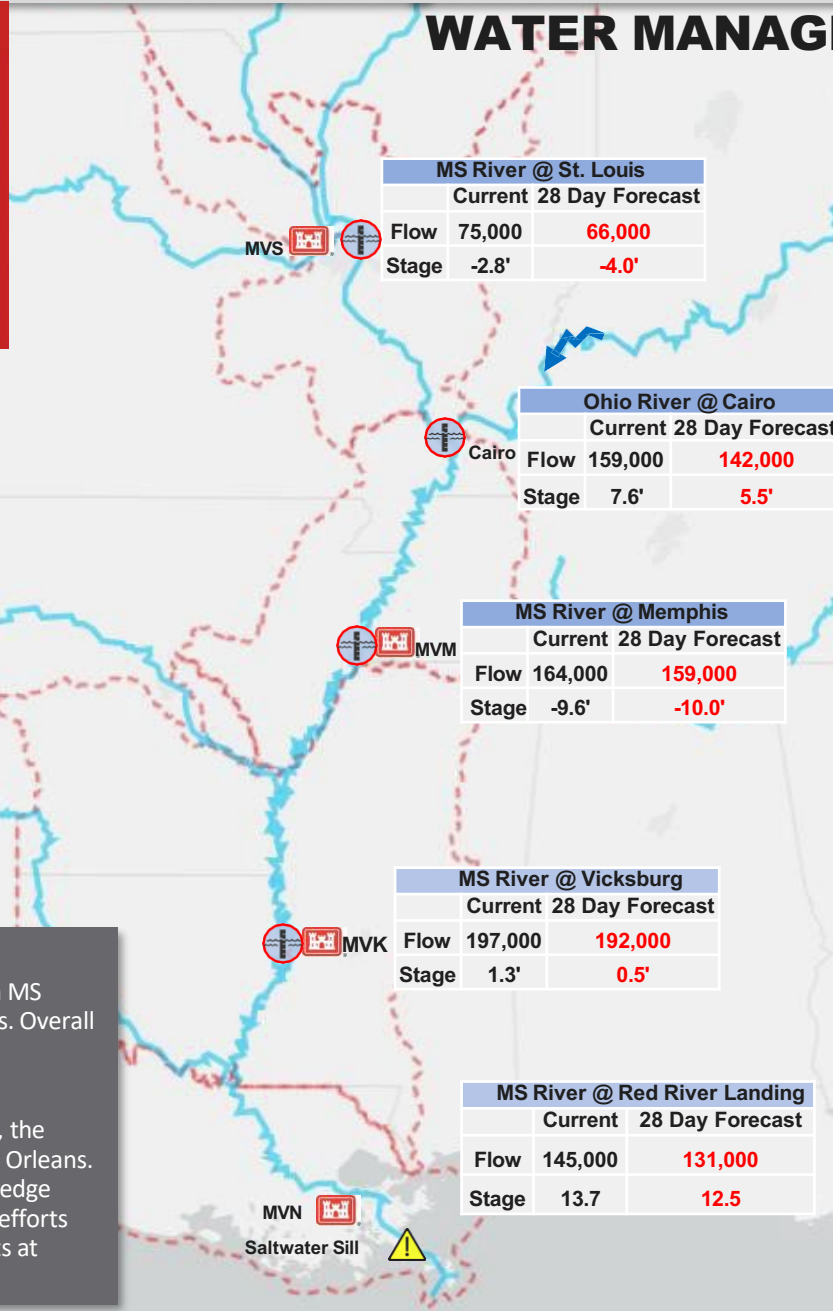 WATER MANAG
MS River @ St. Louis
Current 28 Day Forecast
Flow 75,000 66,000
Stage -2.8' -4.0'
MVS
Ohio River @ Cairo
Current 28 Day Forecast
Flow 159,000 142,000
Stage 7.6' 5.5'
Cairo
MS River @ Memphis
Current 28 Day Forecast
Flow 164,000 159,000
Stage -9.6' -10.0'
MVM
MS River @ Vicksburg
Current 28 Day Forecast
Flow 197,000 192,000
Stage 1.3' 0.5'
MVK
MS
s. Overall
, the
Orleans.
edge
efforts
s at
MS River @ Red River Landing
Current 28 Day Forecast
Flow 145,000 131,000
Stage 13.7 12.5
MVN
Saltwater Sill